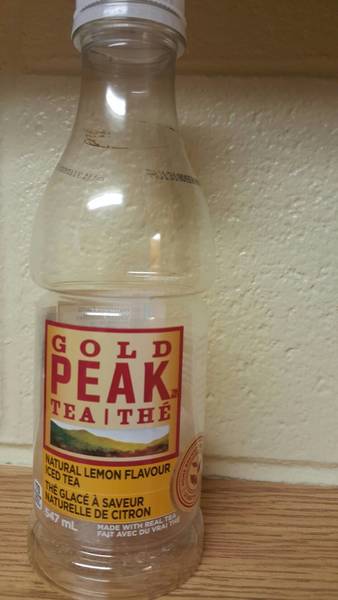 GOLD
PEAK
TEA | THÉ
NATURAL LEMON FLAVOUR
ICED TEA
THÉ GLACÉ À SAVEUR
NATURELLE DE CITRON
547 mL
MADE WITH REAL TEA
FAIT AVEC DU VRAI THÉ